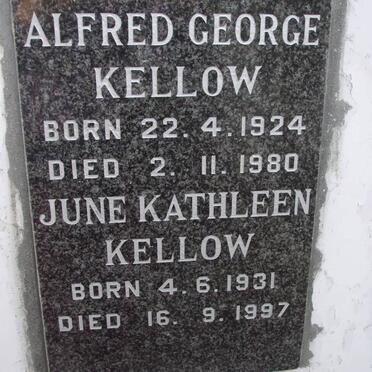 ALFRED GEORGE
KELLOW
BORN 22.4.1924
DIED 2. 11. 1980
JUNE KATHLEEN
KELLOW
BORN 4.6.1931
DIED 16. 9.1997